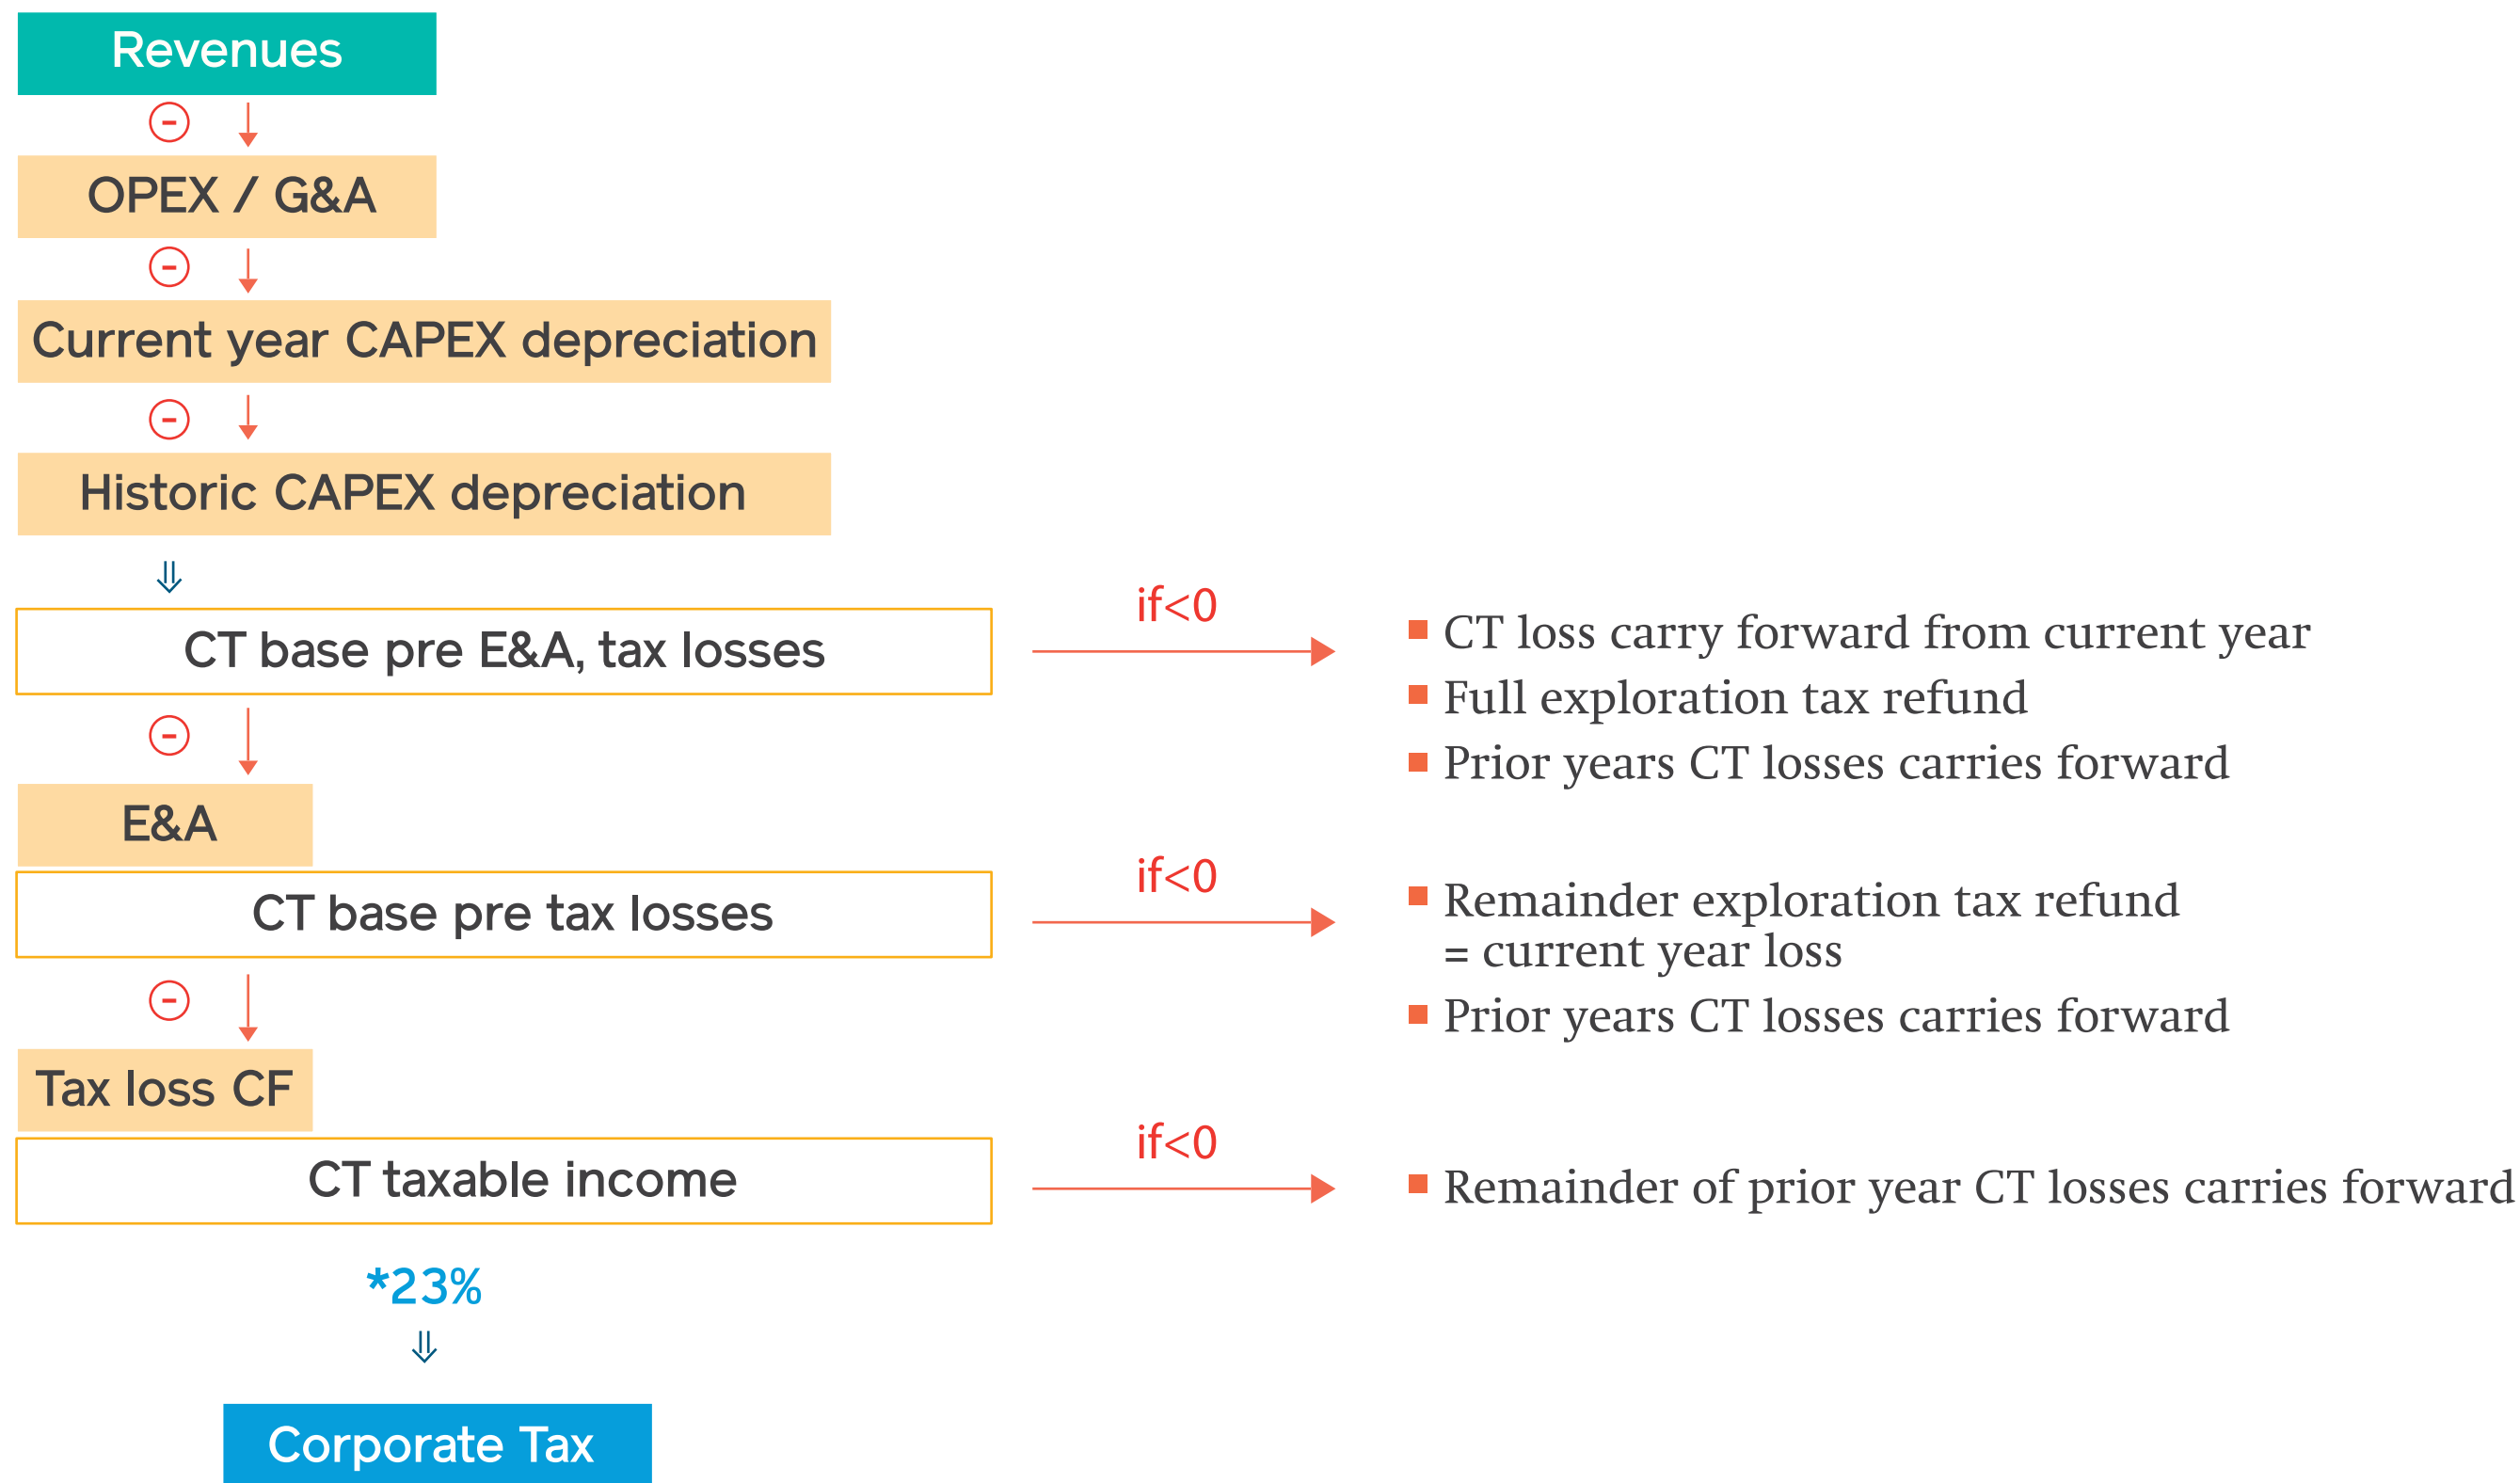 Revenues
-
OPEX / G&A
-
Current year CAPEX depreciation
-
Historic CAPEX depreciation
CT base pre E&A, tax losses
if<0
CT loss carry forward from current year
Full exploration tax refund
Prior years CT losses carries forward
-
E&A
CT base pre tax losses
if<0
Remainder exploration tax refund
= current year loss
Prior years CT losses carries forward
-
Tax loss CF
CT taxable income
if<0
Remainder of prior year CT losses carries forward
*23%
Corporate Tax